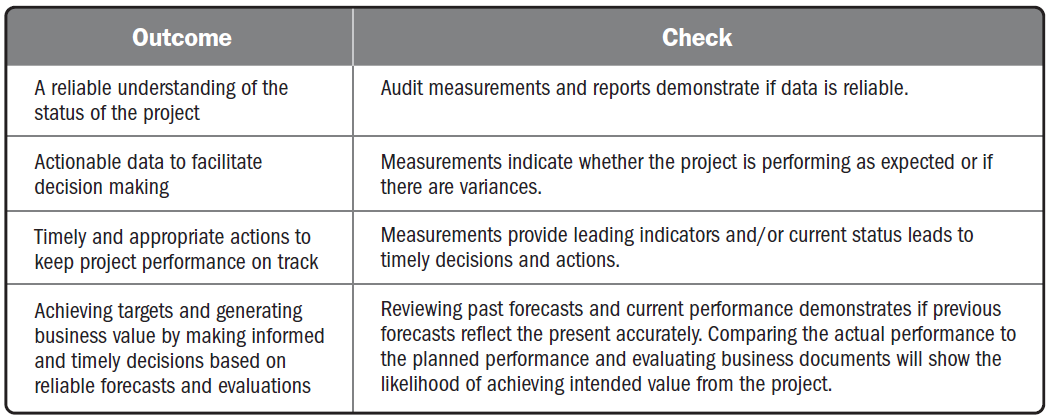 Outcome
Check
A reliable understanding of the
status of the project
Audit measurements and reports demonstrate if data is reliable.
Actionable data to facilitate
decision making
Measurements indicate whether the project is performing as expected or if
there are variances.
Timely and appropriate actions to
keep project performance on track
Measurements provide leading indicators and/or current status leads to
timely decisions and actions.
Achieving targets and generating
business value by making informed
and timely decisions based on
reliable forecasts and evaluations
Reviewing past forecasts and current performance demonstrates if previous
forecasts reflect the present accurately. Comparing the actual performance to
the planned performance and evaluating business documents will show the
likelihood of achieving intended value from the project.